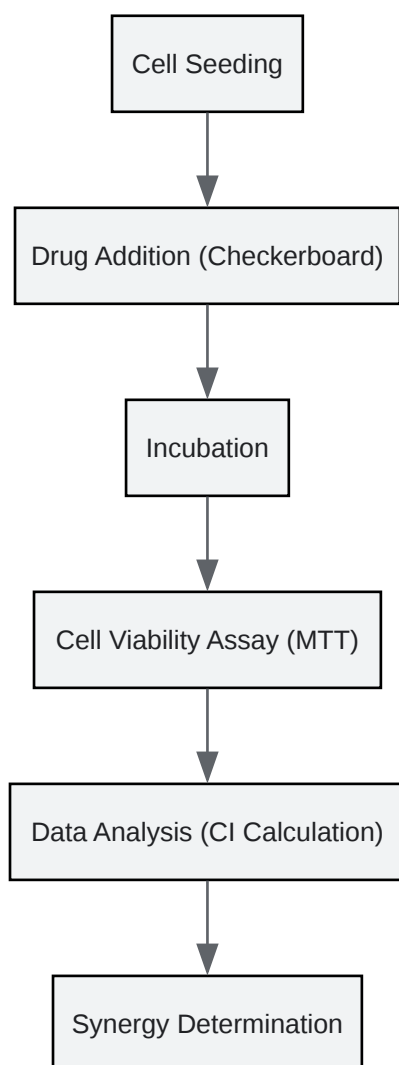 Cell Seeding
Drug Addition (Checkerboard)
Incubation
Cell Viability Assay (MTT)
Data Analysis (CI Calculation)
Synergy Determination